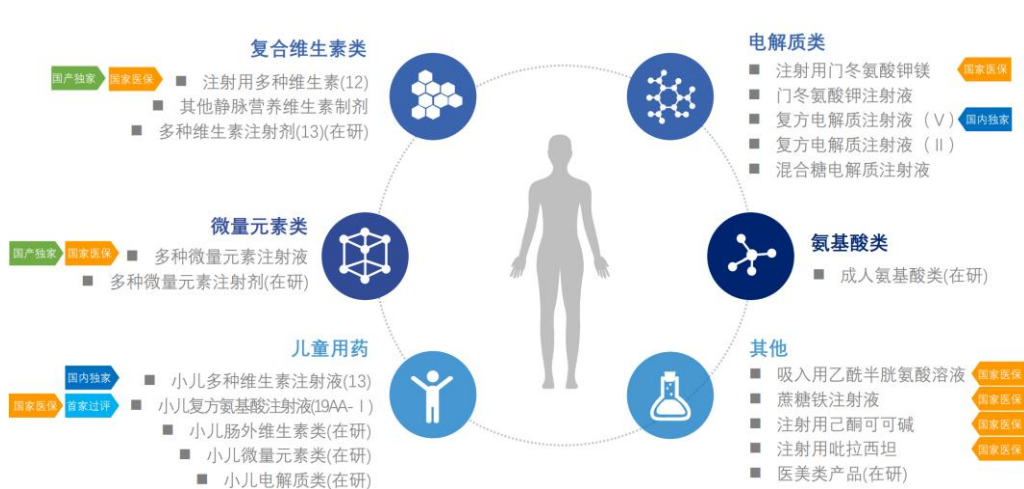 复合维生素类
国产独家 国家医保 ■ 注射用多种维生素(12)
■ 其他静脉营养维生素制剂
■ 多种维生素注射剂(13)(在研)
电解质类
■ 注射用门冬氨酸钾镁 国家医保
■ 门冬氨酸钾注射液
■ 复方电解质注射液（Ⅴ） 国内独家
■ 复方电解质注射液（Ⅱ）
■ 混合糖电解质注射液
微量元素类
国产独家 国家医保 ■ 多种微量元素注射液
■ 多种微量元素注射剂(在研)
氨基酸类
■ 成人氨基酸类(在研)
儿童用药
国内独家 ■ 小儿多种维生素注射液(13)
国家医保 首家过评 ■ 小儿复方氨基酸注射液(19AA-Ⅰ)
■ 小儿肠外维生素类(在研)
■ 小儿微量元素类(在研)
■ 小儿电解质类(在研)
其他
■ 吸入用乙酰半胱氨酸溶液 国家医保
■ 蔗糖铁注射液 国家医保
■ 注射用己酮可可碱 国家医保
■ 注射用吡拉西坦 国家医保
■ 医美类产品(在研)